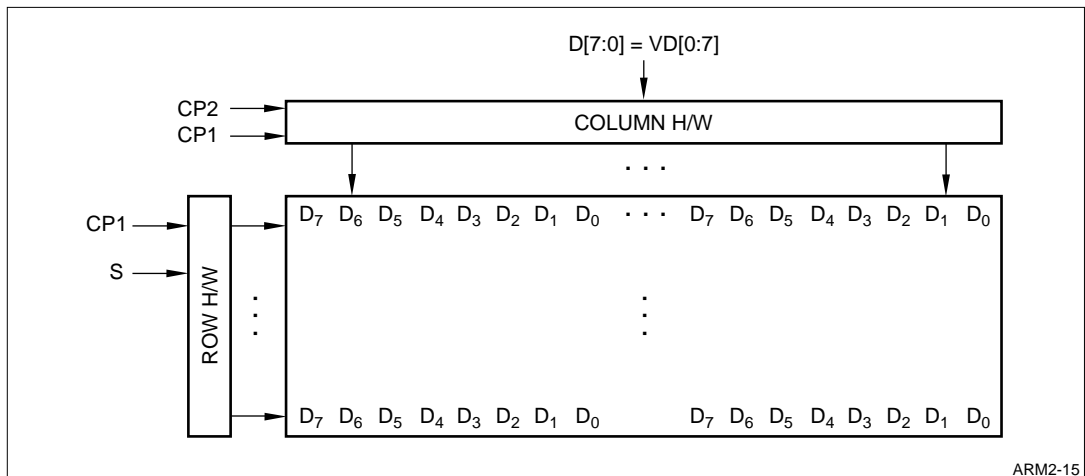 D[7:0] = VD[0:7]
CP2
CP1
COLUMN H/W
. . .
CP1
S
ROW H/W
D₇ D₆ D₅ D₄ D₃ D₂ D₁ D₀ . . . D₇ D₆ D₅ D₄ D₃ D₂ D₁ D₀
D₇ D₆ D₅ D₄ D₃ D₂ D₁ D₀ D₇ D₆ D₅ D₄ D₃ D₂ D₁ D₀
ARM2-15